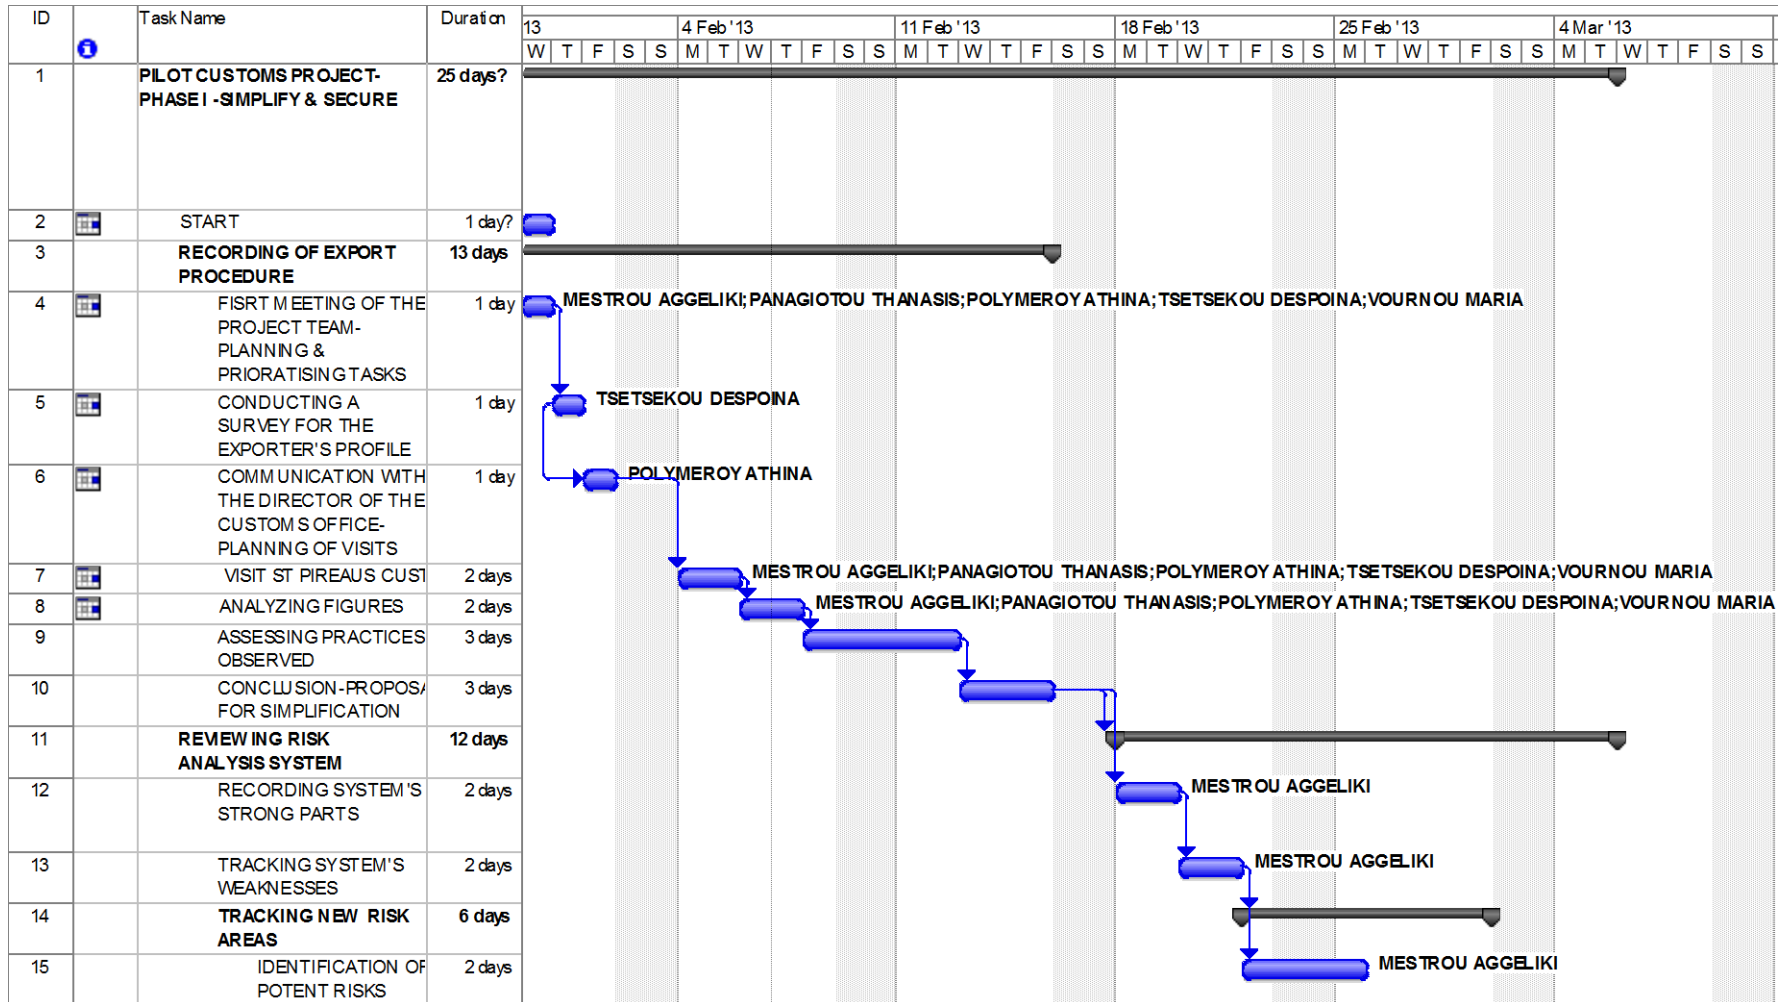 ID Task Name Duration 13 4 Feb '13 11 Feb '13 18 Feb '13 25 Feb '13 4 Mar '13
W T F S S M T W T F S S M T W T F S S M T W T F S S M T W T F S S M T W T F S S
1 PILOT CUSTOMS PROJECT- 25 days?
PHASE I -SIMPLIFY & SECURE
2 START 1 day?
3 RECORDING OF EXPORT 13 days
PROCEDURE
4 FISRT MEETING OF THE 1 day MESTROU AGGELIKI;PANAGIOTOU THANASIS;POLYMEROY ATHINA;TSETSEKOU DESPOINA;VOURNOU MARIA
PROJECT TEAM-
PLANNING &
PRIORATISING TASKS
5 CONDUCTING A 1 day TSETSEKOU DESPOINA
SURVEY FOR THE
EXPORTER'S PROFILE
6 COMMUNICATION WITH 1 day POLYMEROY ATHINA
THE DIRECTOR OF THE
CUSTOMS OFFICE-
PLANNING OF VISITS
7 VISIT ST PIREAUS CUST 2 days MESTROU AGGELIKI;PANAGIOTOU THANASIS;POLYMEROY ATHINA;TSETSEKOU DESPOINA;VOURNOU MARIA
8 ANALYZING FIGURES 2 days MESTROU AGGELIKI;PANAGIOTOU THANASIS;POLYMEROY ATHINA;TSETSEKOU DESPOINA;VOURNOU MARIA
9 ASSESSING PRACTICES 3 days
OBSERVED
10 CONCLUSION-PROPOSA 3 days
FOR SIMPLIFICATION
11 REVIEWING RISK 12 days
ANALYSIS SYSTEM
12 RECORDING SYSTEM'S 2 days MESTROU AGGELIKI
STRONG PARTS
13 TRACKING SYSTEM'S 2 days MESTROU AGGELIKI
WEAKNESSES
14 TRACKING NEW RISK 6 days
AREAS
15 IDENTIFICATION OF 2 days MESTROU AGGELIKI
POTENT RISKS